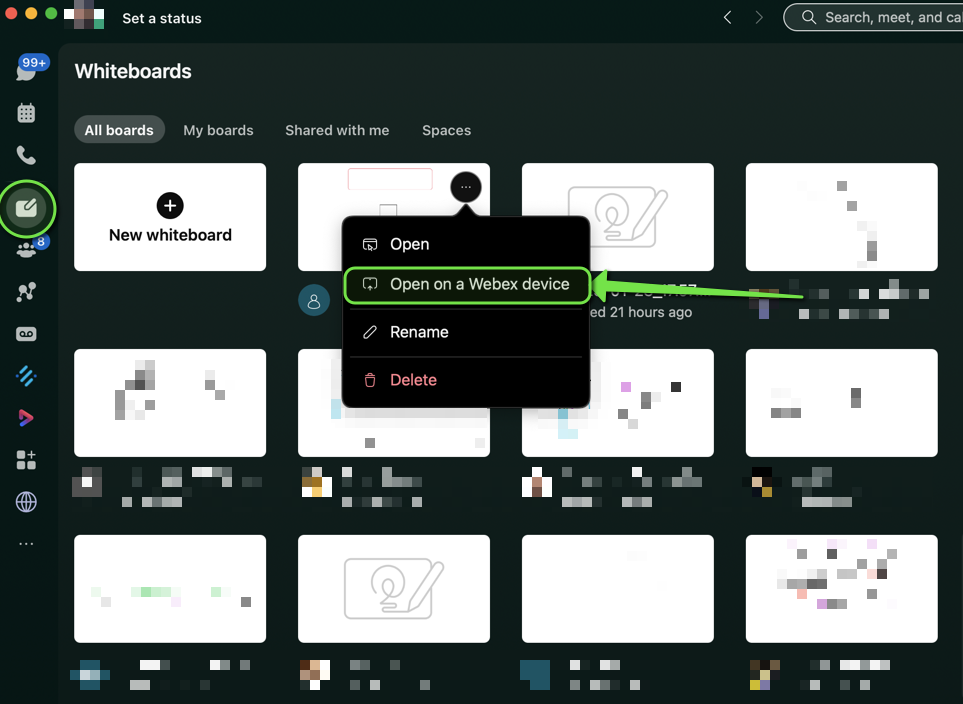 Set a status
Search, meet, and ca
99+
Whiteboards
All boards
My boards
Shared with me
Spaces
8
New whiteboard
Open
Open on a Webex device
ed 21 hours ago
Rename
Delete